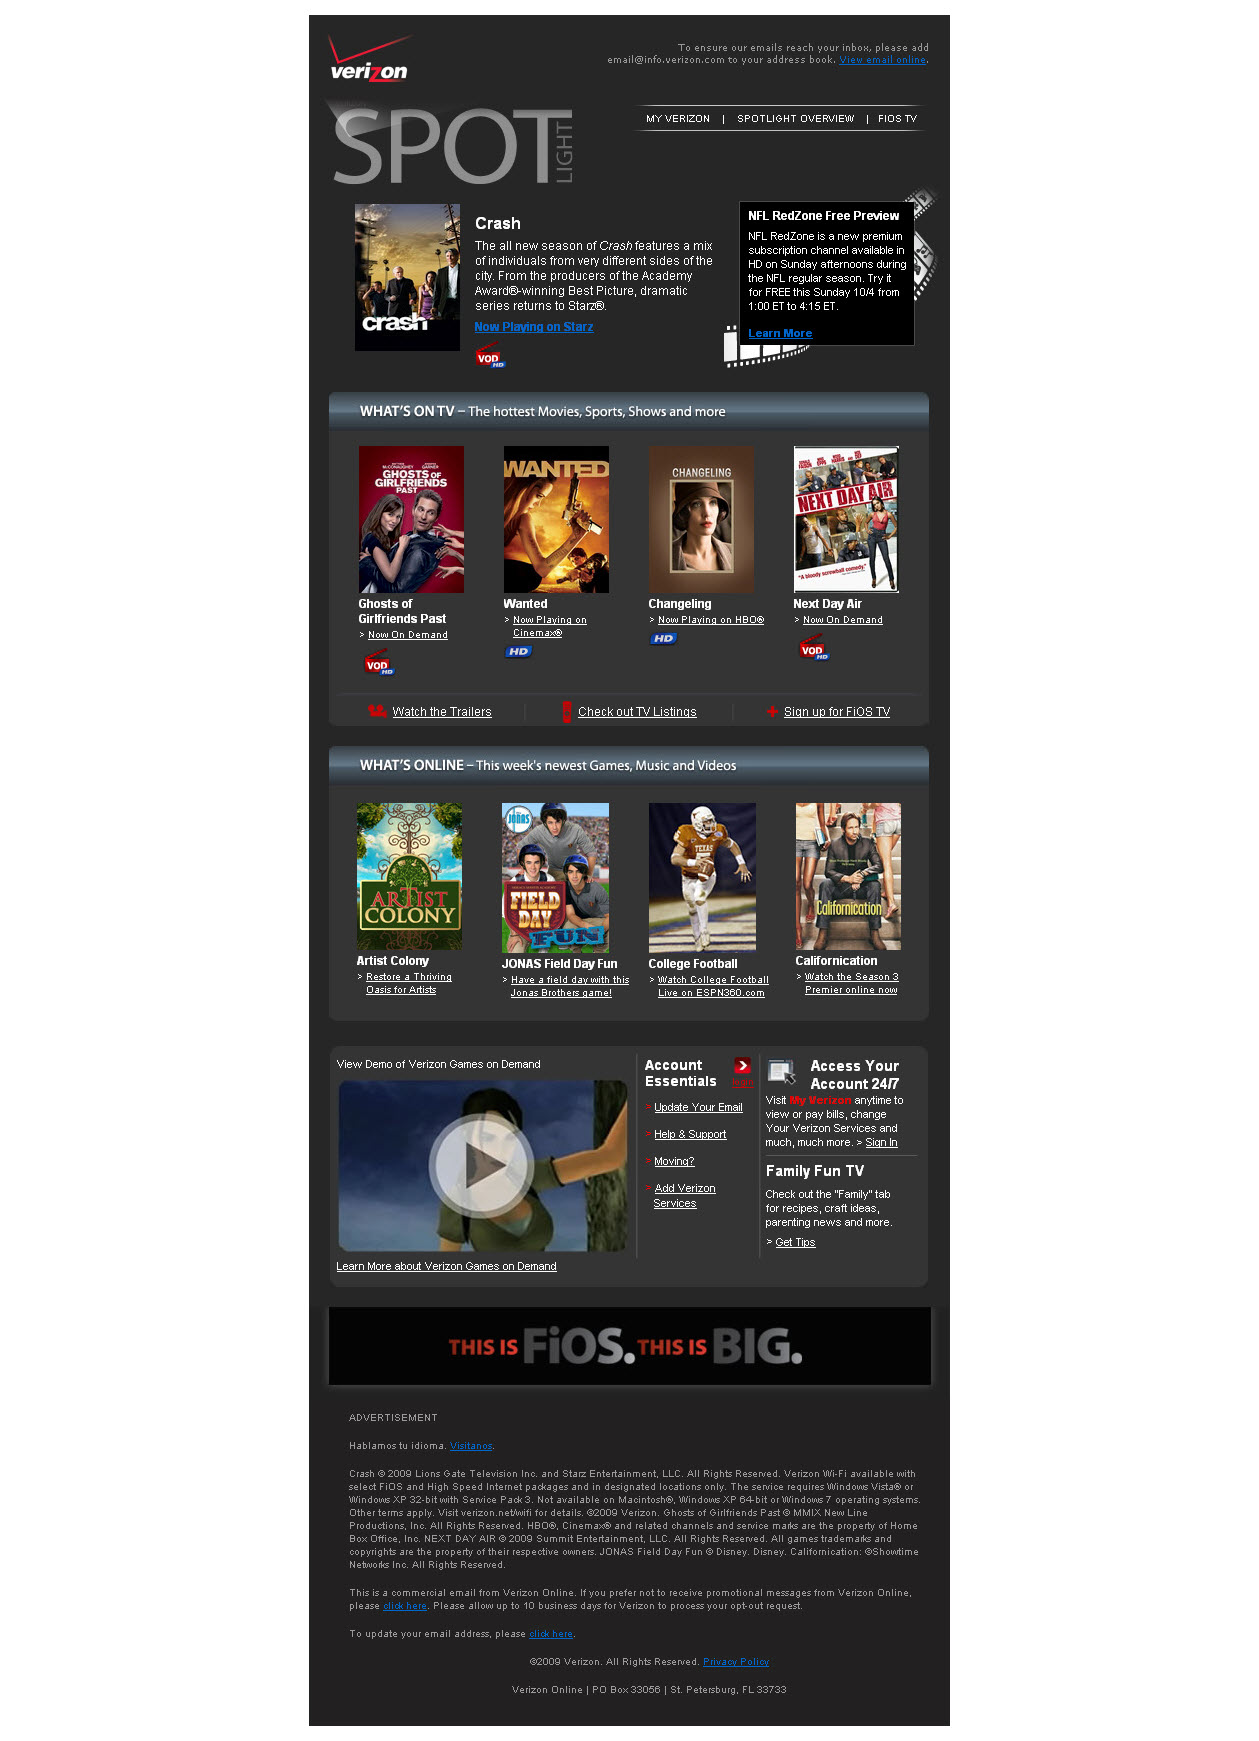 To ensure our emails reach your inbox, please add
email@info.verizon.com to your address book. View email online.
verizon
SPOT LIGHT
MY VERIZON | SPOTLIGHT OVERVIEW | FIOS TV
Crash
The all new season of Crash features a mix
of individuals from very different sides of the
city. From the producers of the Academy
Award®-winning Best Picture, dramatic
series returns to Starz®.
Now Playing on Starz
VOD HD
crash
NFL RedZone Free Preview
NFL RedZone is a new premium
subscription channel available in
HD on Sunday afternoons during
the NFL regular season. Try it
for FREE this Sunday 10/4 from
1:00 ET to 4:15 ET.
Learn More
WHAT'S ON TV – The hottest Movies, Sports, Shows and more
McCONAUGHEY GARNER
GHOSTS OF
GIRLFRIENDS
PAST
WANTED
CHANGELING
NEXT DAY AIR
"A bloody screwball comedy."
Ghosts of
Girlfriends Past
> Now On Demand
VOD HD
Wanted
> Now Playing on
Cinemax®
HD
Changeling
> Now Playing on HBO®
HD
Next Day Air
> Now On Demand
VOD HD
Watch the Trailers
Check out TV Listings
Sign up for FiOS TV
WHAT'S ONLINE – This week's newest Games, Music and Videos
ARTIST
COLONY
JONAS
FIELD
DAY
FUN
TEXAS
Californication
Artist Colony
> Restore a Thriving
Oasis for Artists
JONAS Field Day Fun
> Have a field day with this
Jonas Brothers game!
College Football
> Watch College Football
Live on ESPN360.com
Californication
> Watch the Season 3
Premier online now
View Demo of Verizon Games on Demand
Learn More about Verizon Games on Demand
Account
Essentials
login
> Update Your Email
> Help & Support
> Moving?
> Add Verizon
Services
Access Your
Account 24/7
Visit My Verizon anytime to
view or pay bills, change
Your Verizon Services and
much, much more. > Sign In
Family Fun TV
Check out the "Family" tab
for recipes, craft ideas,
parenting news and more.
> Get Tips
THIS IS FiOS. THIS IS BIG.
ADVERTISEMENT
Hablamos tu idioma. Visitanos.
Crash © 2009 Lions Gate Television Inc. and Starz Entertainment, LLC. All Rights Reserved. Verizon Wi-Fi available with
select FiOS and High Speed Internet packages and in designated locations only. The service requires Windows Vista® or
Windows XP 32-bit with Service Pack 3. Not available on Macintosh®, Windows XP 64-bit or Windows 7 operating systems.
Other terms apply. Visit verizon.net/wifi for details. ©2009 Verizon. Ghosts of Girlfriends Past © MMIX New Line
Productions, Inc. All Rights Reserved. HBO®, Cinemax® and related channels and service marks are the property of Home
Box Office, Inc. NEXT DAY AIR © 2009 Summit Entertainment, LLC. All Rights Reserved. All games trademarks and
copyrights are the property of their respective owners. JONAS Field Day Fun © Disney. Disney. Californication: ©Showtime
Networks Inc. All Rights Reserved.
This is a commercial email from Verizon Online. If you prefer not to receive promotional messages from Verizon Online,
please click here. Please allow up to 10 business days for Verizon to process your opt-out request.
To update your email address, please click here.
©2009 Verizon. All Rights Reserved. Privacy Policy
Verizon Online | PO Box 33056 | St. Petersburg, FL 33733